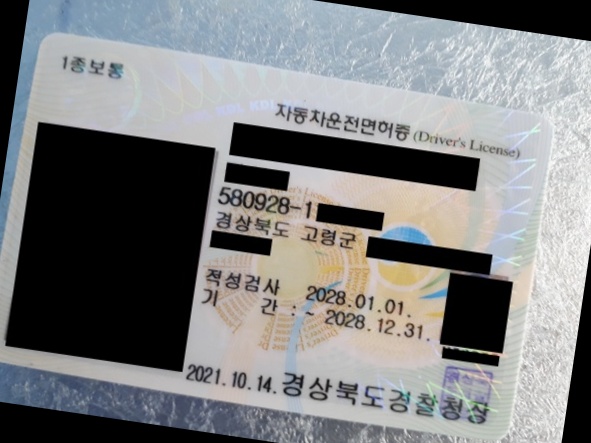 1종보통
자동차운전면허증 (Driver's License)
580928-1
경상북도 고령군
적성검사 2028.01.01.
기 간 : ~ 2028.12.31.
2021.10.14. 경상북도경찰청장